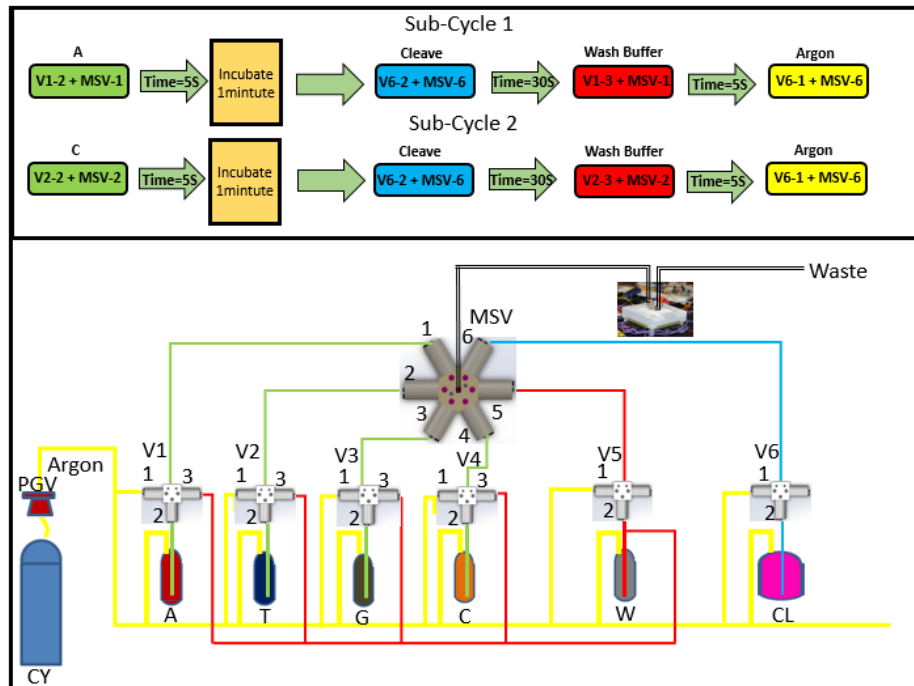 Sub-Cycle 1
A
Cleave
Wash Buffer
Argon
V1-2 + MSV-1
Time=5S
Incubate
1mintute
V6-2 + MSV-6
Time=30S
V1-3 + MSV-1
Time=5S
V6-1 + MSV-6
Sub-Cycle 2
C
Cleave
Wash Buffer
Argon
V2-2 + MSV-2
Time=5S
Incubate
1mintute
V6-2 + MSV-6
Time=30S
V2-3 + MSV-2
Time=5S
V6-1 + MSV-6
Waste
MSV
1
6
2
5
3
4
V1
V2
V3
V4
V5
V6
Argon
PGV
1
3
2
1
3
2
1
3
2
1
3
2
1
2
1
2
A
T
G
C
W
CL
CY